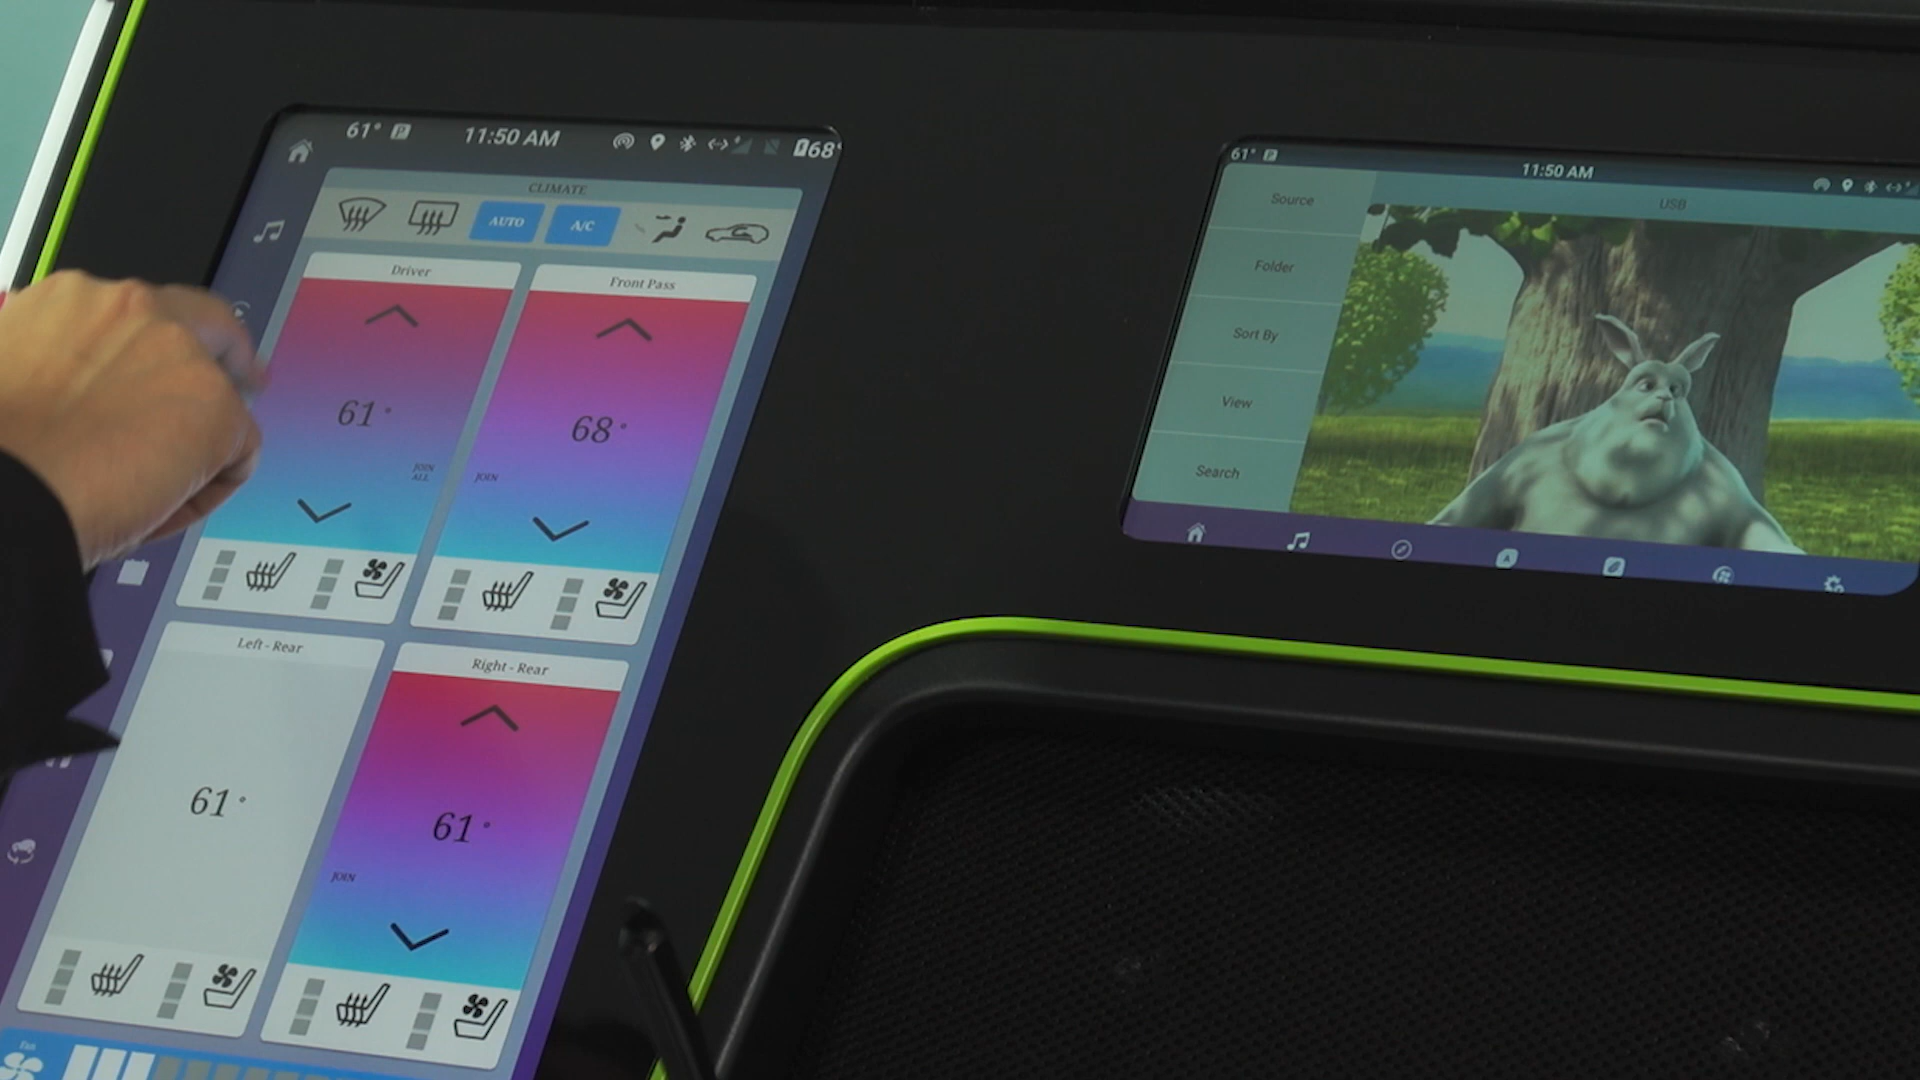 61° P 11:50 AM 68°
CLIMATE
AUTO A/C
Driver
61°
JOIN
ALL
Front Pass
68°
JOIN
Left - Rear
61°
Right - Rear
61°
JOIN
Fan
61° P 11:50 AM
USB
Source
Folder
Sort By
View
Search
A